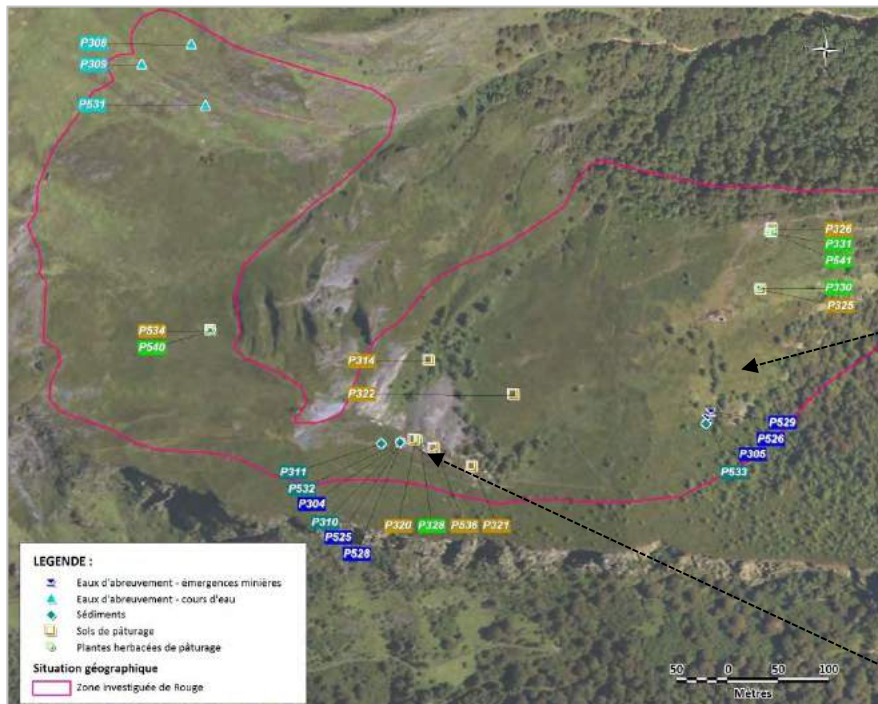 P308
P309
P531
P326
P331
P541
P330
P325
P534
P540
P314
P322
P529
P526
P305
P533
P311
P532
P304
P310
P525
P528
P320 P328 P536 P321
LEGENDE :
Eaux d'abreuvement - émergences minières
Eaux d'abreuvement - cours d'eau
Sédiments
Sols de pâturage
Plantes herbacées de pâturage
Situation géographique
Zone investiguée de Rouge
50 0 50 100
Mètres